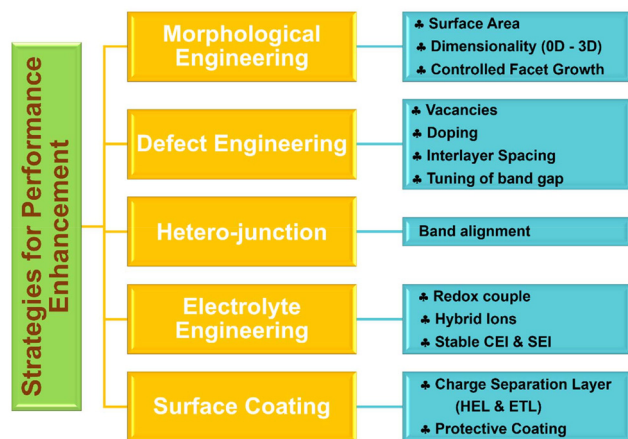 Strategies for Performance
Enhancement
Morphological
Engineering
♣ Surface Area
♣ Dimensionality (0D - 3D)
♣ Controlled Facet Growth
Defect Engineering
♣ Vacancies
♣ Doping
♣ Interlayer Spacing
♣ Tuning of band gap
Hetero-junction
Band alignment
Electrolyte
Engineering
♣ Redox couple
♣ Hybrid Ions
♣ Stable CEI & SEI
Surface Coating
♣ Charge Separation Layer
(HEL & ETL)
♣ Protective Coating